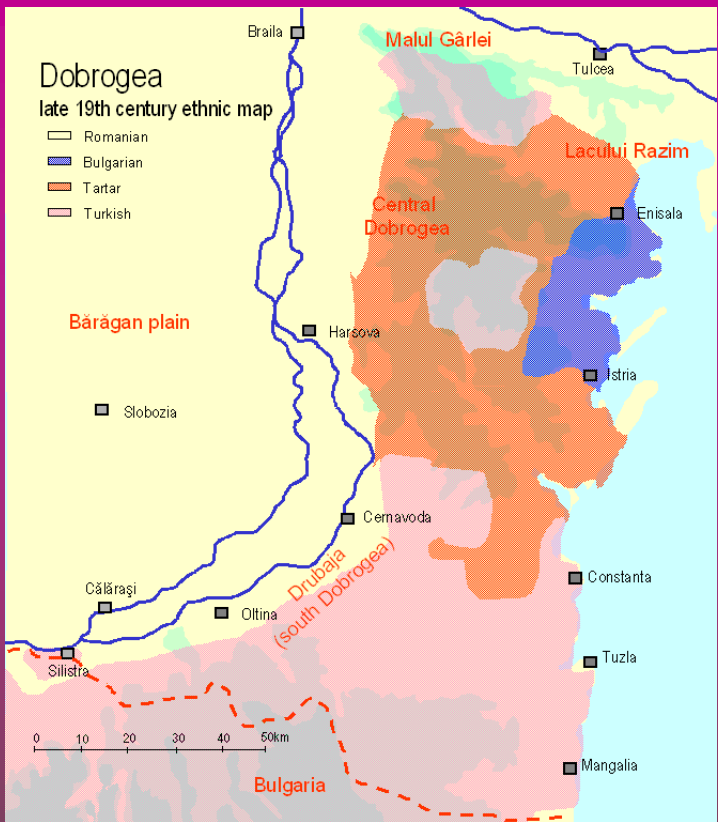 Braila
Malul Gârlei
Tulcea
Dobrogea
late 19th century ethnic map
Romanian
Bulgarian
Tartar
Turkish
Lacului Razim
Central
Dobrogea
Enisala
Bărăgan plain
Harsova
Istria
Slobozia
Cernavoda
Drubaja
(south Dobrogea)
Constanta
Călăraşi
Oltina
Silistra
Tuzla
0 10 20 30 40 50km
Mangalia
Bulgaria